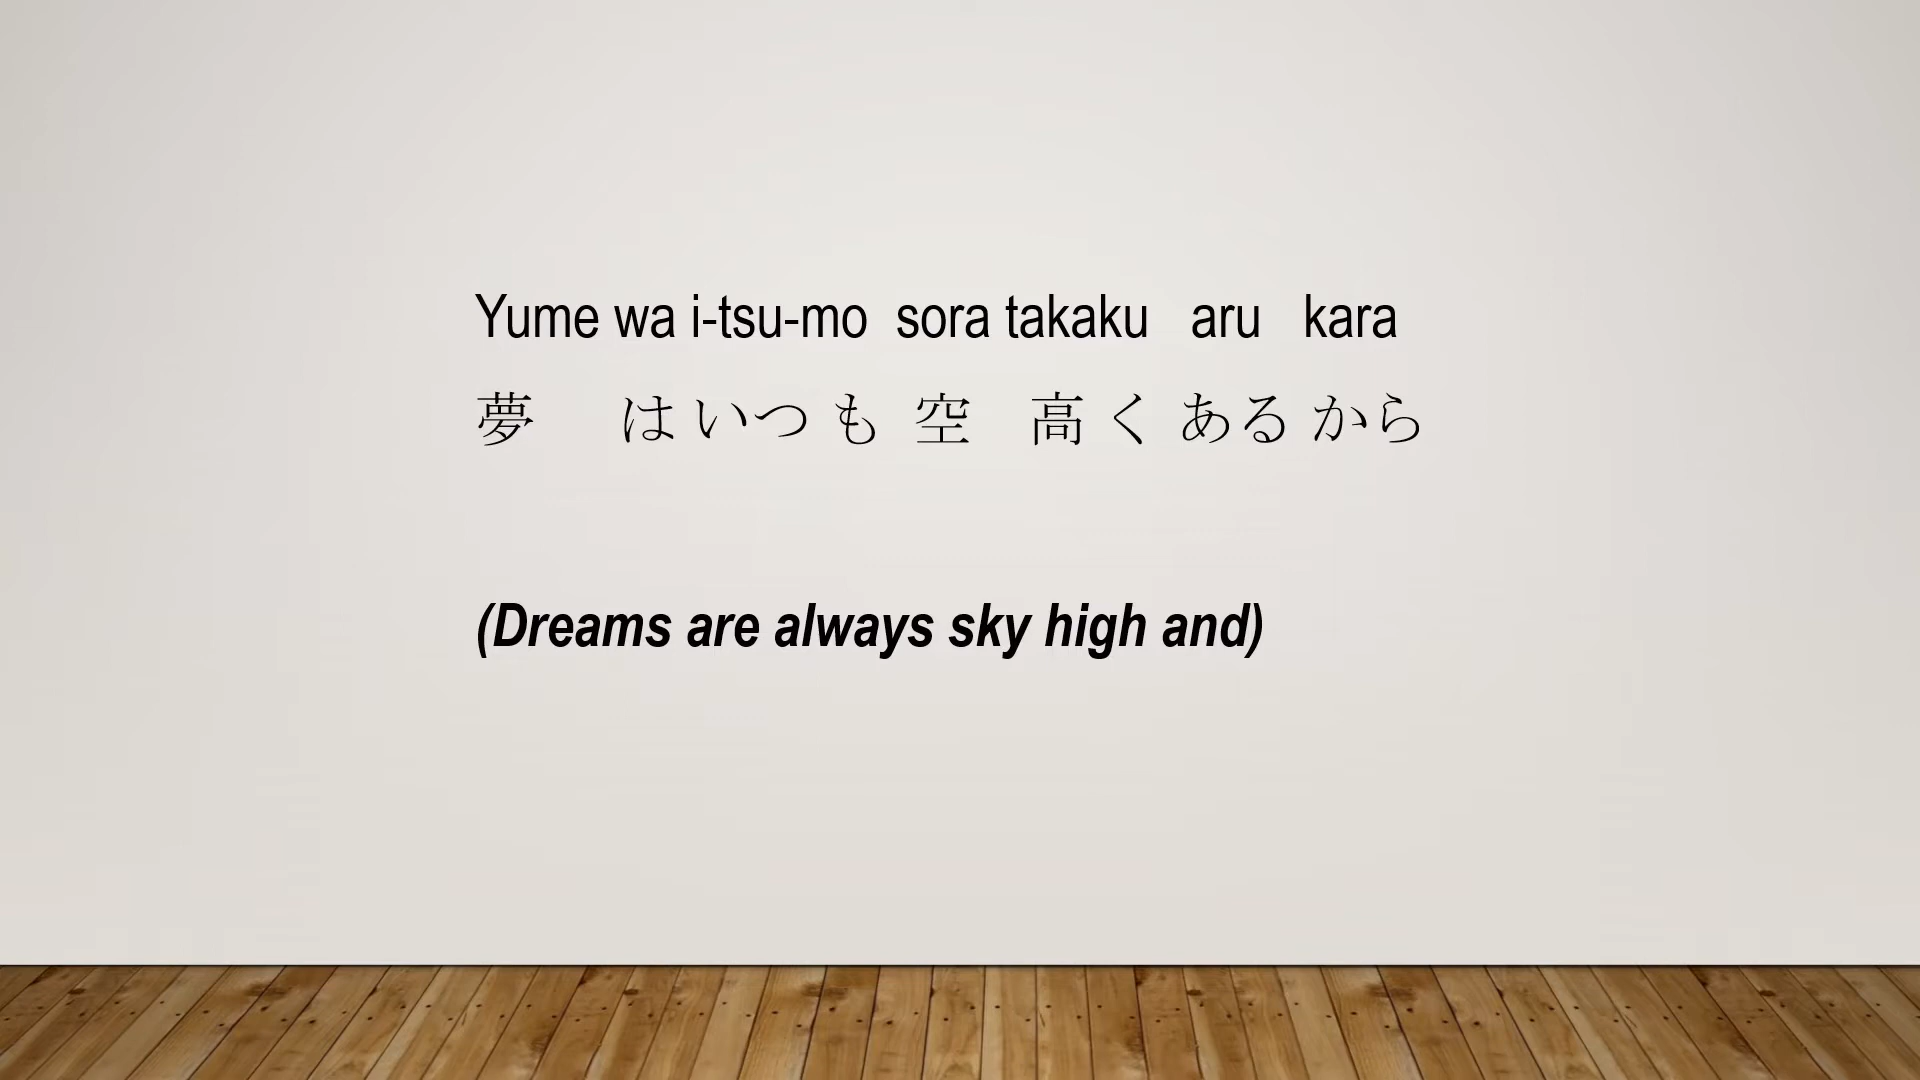 Yume wa i-tsu-mo sora takaku aru kara
夢 は いつ も 空 高 く ある から
(Dreams are always sky high and)